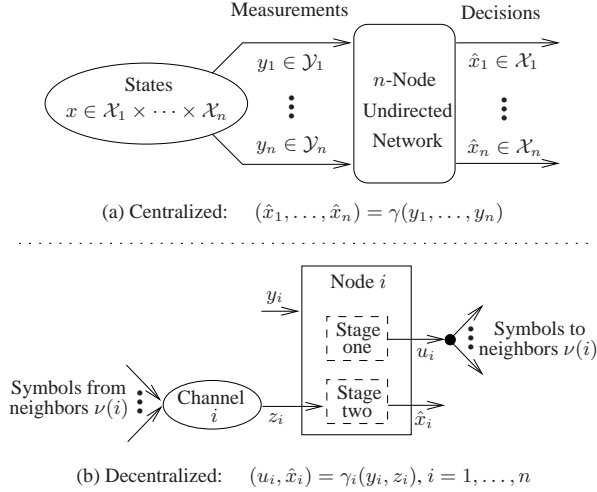 Measurements
Decisions
States
x ∈ 𝒳₁ × ⋯ × 𝒳ₙ
y₁ ∈ 𝒴₁
yₙ ∈ 𝒴ₙ
n-Node
Undirected
Network
x̂₁ ∈ 𝒳₁
x̂ₙ ∈ 𝒳ₙ
(a) Centralized: (x̂₁, . . . , x̂ₙ) = γ(y₁, . . . , yₙ)
Node i
yᵢ
Stage
one
uᵢ
Symbols to
neighbors ν(i)
Symbols from
neighbors ν(i)
Channel
i
zᵢ
Stage
two
x̂ᵢ
(b) Decentralized: (uᵢ, x̂ᵢ) = γᵢ(yᵢ, zᵢ), i = 1, . . . , n